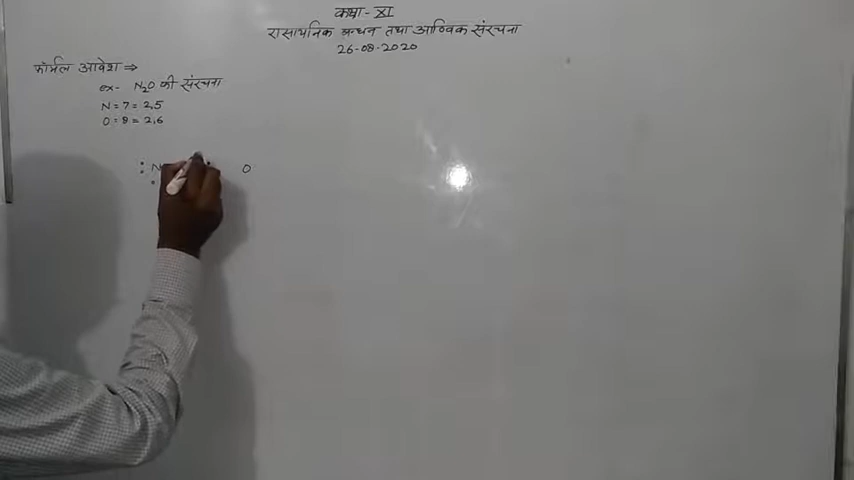 कक्षा - XI
रासायनिक बन्धन तथा आण्विक संरचना
26-08-2020
फॉर्मल आवेश ⇒
ex- N₂O की संरचना
N = 7 = 2,5
O = 8 = 2,6
N O